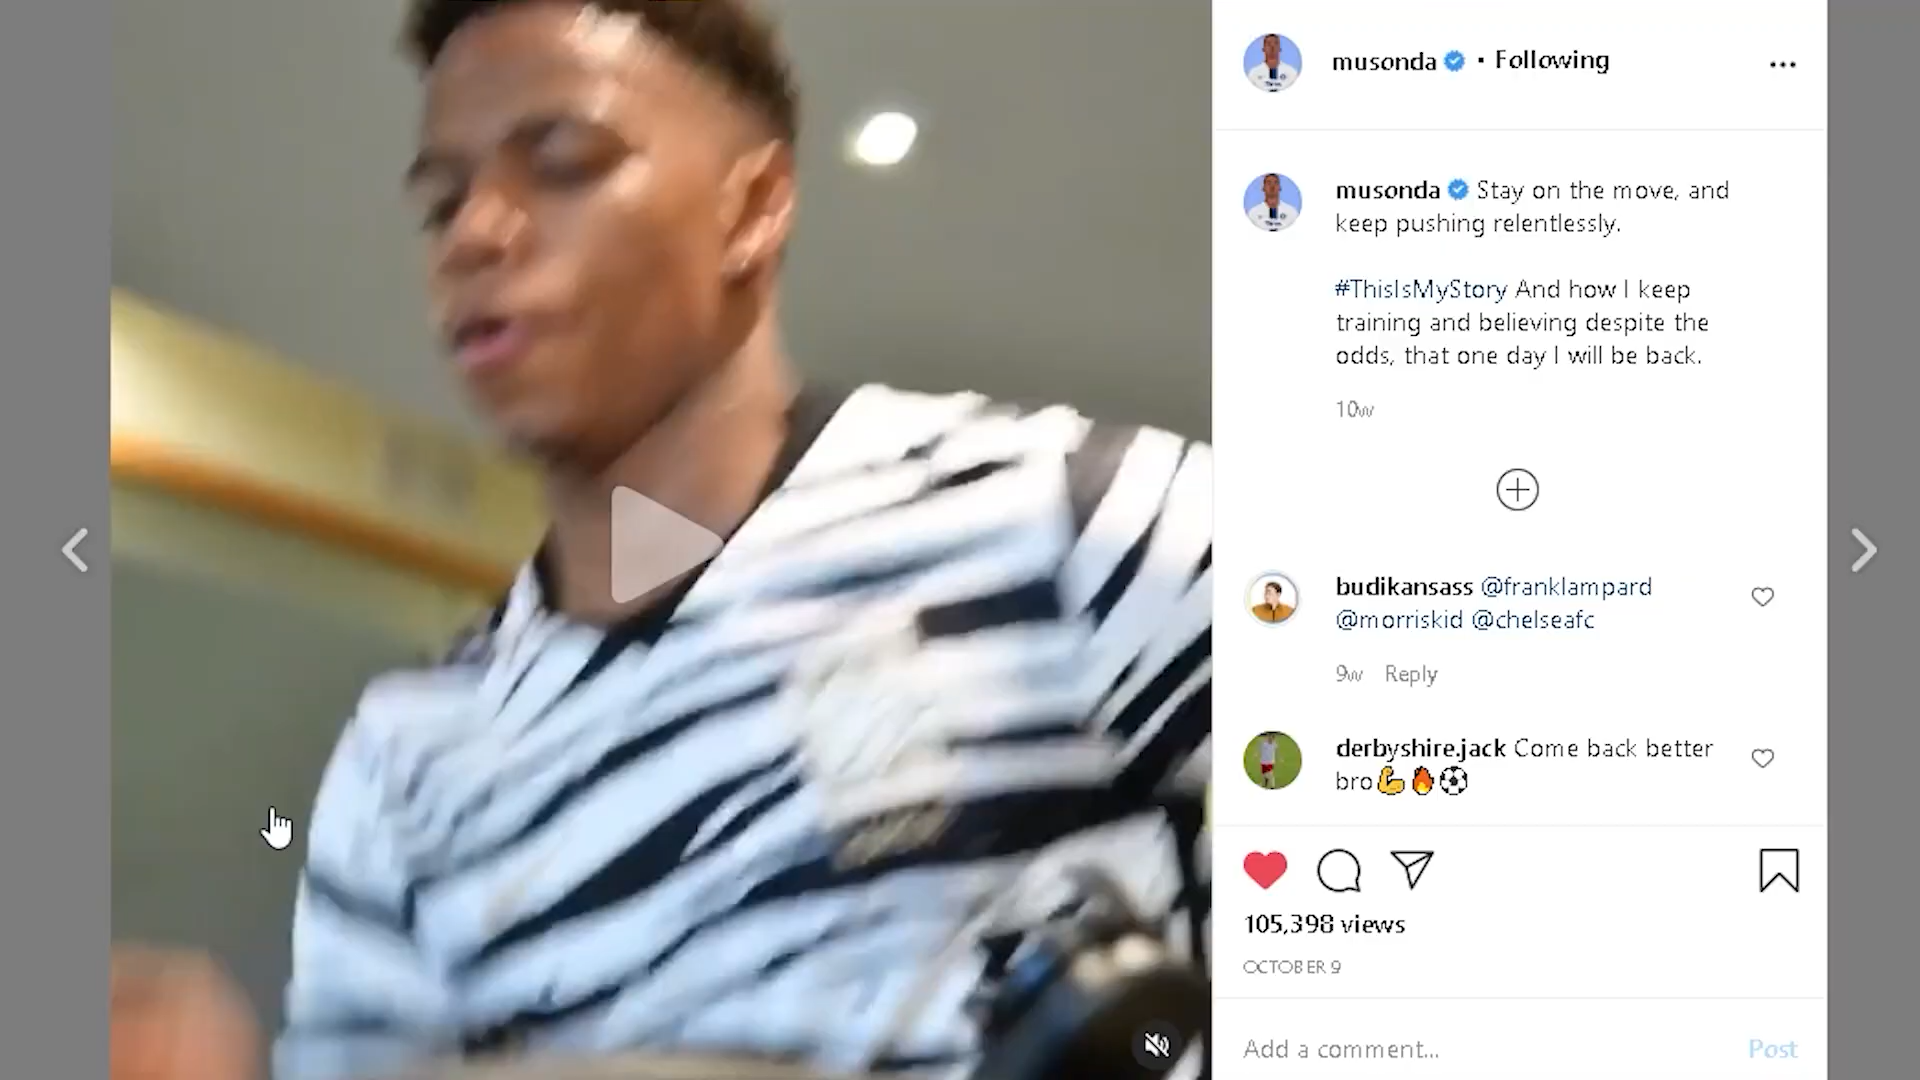 musonda • Following
musonda Stay on the move, and
keep pushing relentlessly.
#ThisIsMyStory And how I keep
training and believing despite the
odds, that one day I will be back.
10w
budikansass @franklampard
@morriskid @chelseafc
9w Reply
derbyshire.jack Come back better
bro💪🔥⚽
105,398 views
OCTOBER 9
Add a comment...
Post